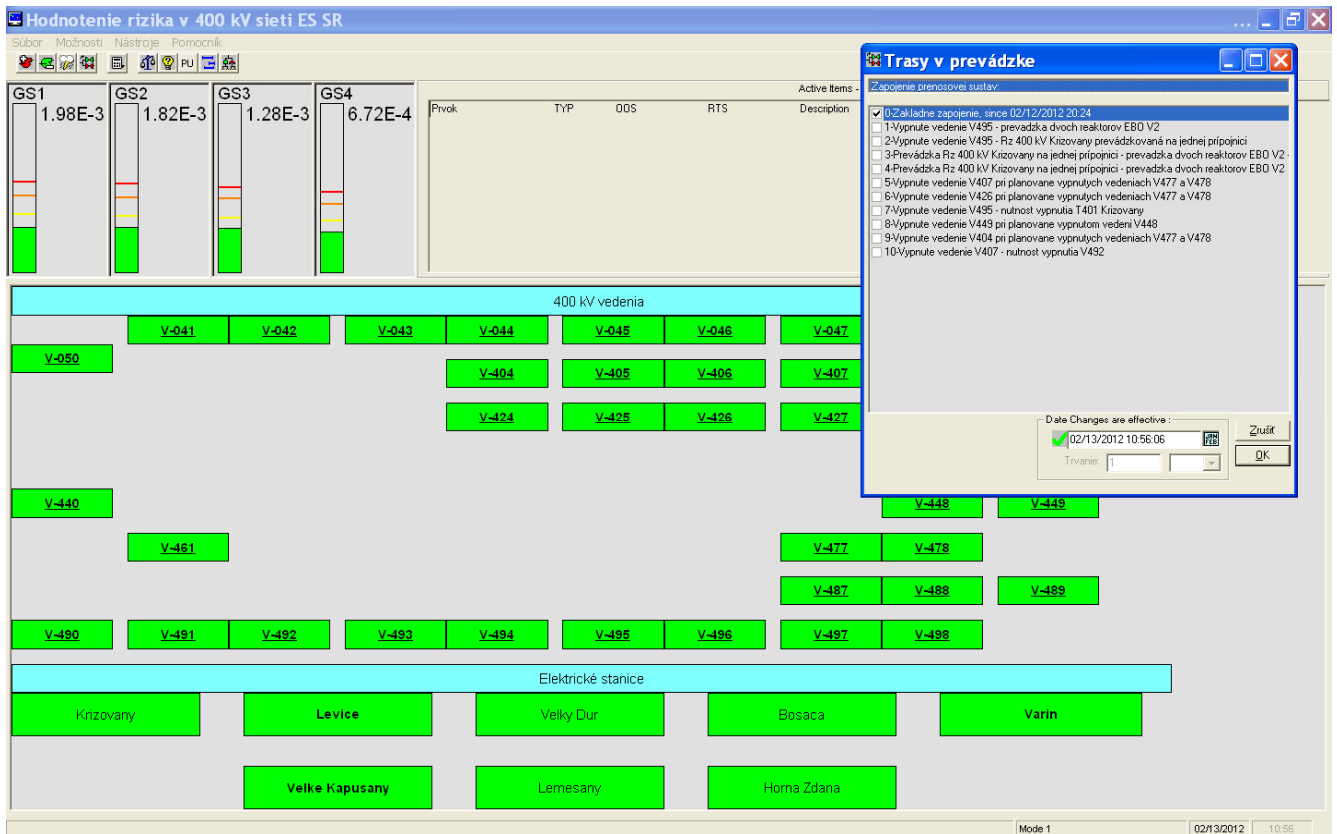 Hodnotenie rizika v 400 kV sieti ES SR
Súbor Možnosti Nástroje Pomocník
PU
GS1 GS2 GS3 GS4
1.98E-3 1.82E-3 1.28E-3 6.72E-4
Active Items -
Prvok TYP OOS RTS Description
Trasy v prevádzke
Zapojenie prenosovej sustav:
0-Zakladne zapojenie, since 02/12/2012 20:24
1-Vypnute vedenie V495 - prevadzka dvoch reaktorov EBO V2
2-Vypnute vedenie V495 - Rz 400 kV Krizovany prevádzkovaná na jednej prípojnici
3-Prevádzka Rz 400 kV Krizovany na jednej prípojnici - prevadzka dvoch reaktorov EBO V2 -
4-Prevádzka Rz 400 kV Krizovany na jednej prípojnici - prevadzka dvoch reaktorov EBO V2
5-Vypnute vedenie V407 pri planovane vypnutych vedeniach V477 a V478
6-Vypnute vedenie V426 pri planovane vypnutych vedeniach V477 a V478
7-Vypnute vedenie V495 - nutnost vypnutia T401 Krizovany
8-Vypnute vedenie V449 pri vypnutom vedeni V448
9-Vypnute vedenie V404 pri planovane vypnutych vedeniach V477 a V478
10-Vypnute vedenie V407 - nutnost vypnutia V492
Date Changes are effective :
02/13/2012 10:56:06
JAN
FEB
Trvanie: 1
Zrušiť
OK
400 kV vedenia
V-041 V-042 V-043 V-044 V-045 V-046 V-047
V-050
V-404 V-405 V-406 V-407
V-424 V-425 V-426 V-427
V-440 V-448 V-449
V-461 V-477 V-478
V-487 V-488 V-489
V-490 V-491 V-492 V-493 V-494 V-495 V-496 V-497 V-498
Elektrické stanice
Krizovany Levice Velky Dur Bosaca Varin
Velke Kapusany Lemesany Horna Zdana
Mode 1 02/13/2012 10:56